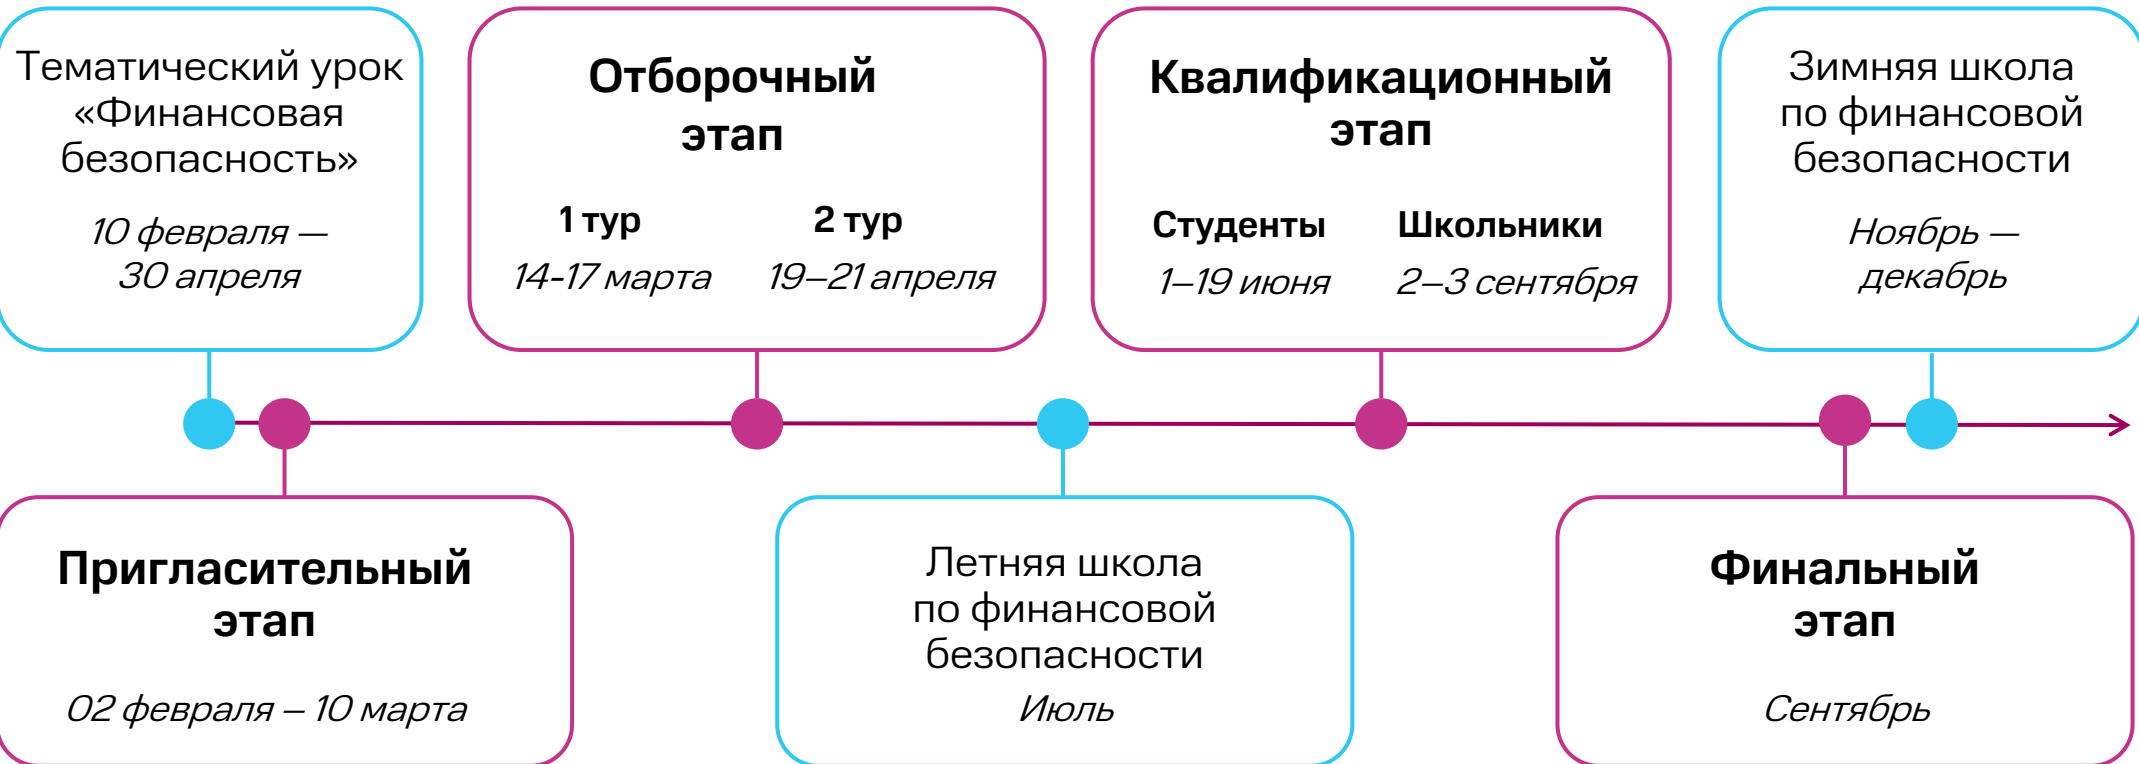 Тематический урок
«Финансовая
безопасность»
10 февраля —
30 апреля
Отборочный
этап
1 тур
14-17 марта
2 тур
19–21 апреля
Квалификационный
этап
Студенты
1–19 июня
Школьники
2–3 сентября
Зимняя школа
по финансовой
безопасности
Ноябрь —
декабрь
Пригласительный
этап
02 февраля – 10 марта
Летняя школа
по финансовой
безопасности
Июль
Финальный
этап
Сентябрь